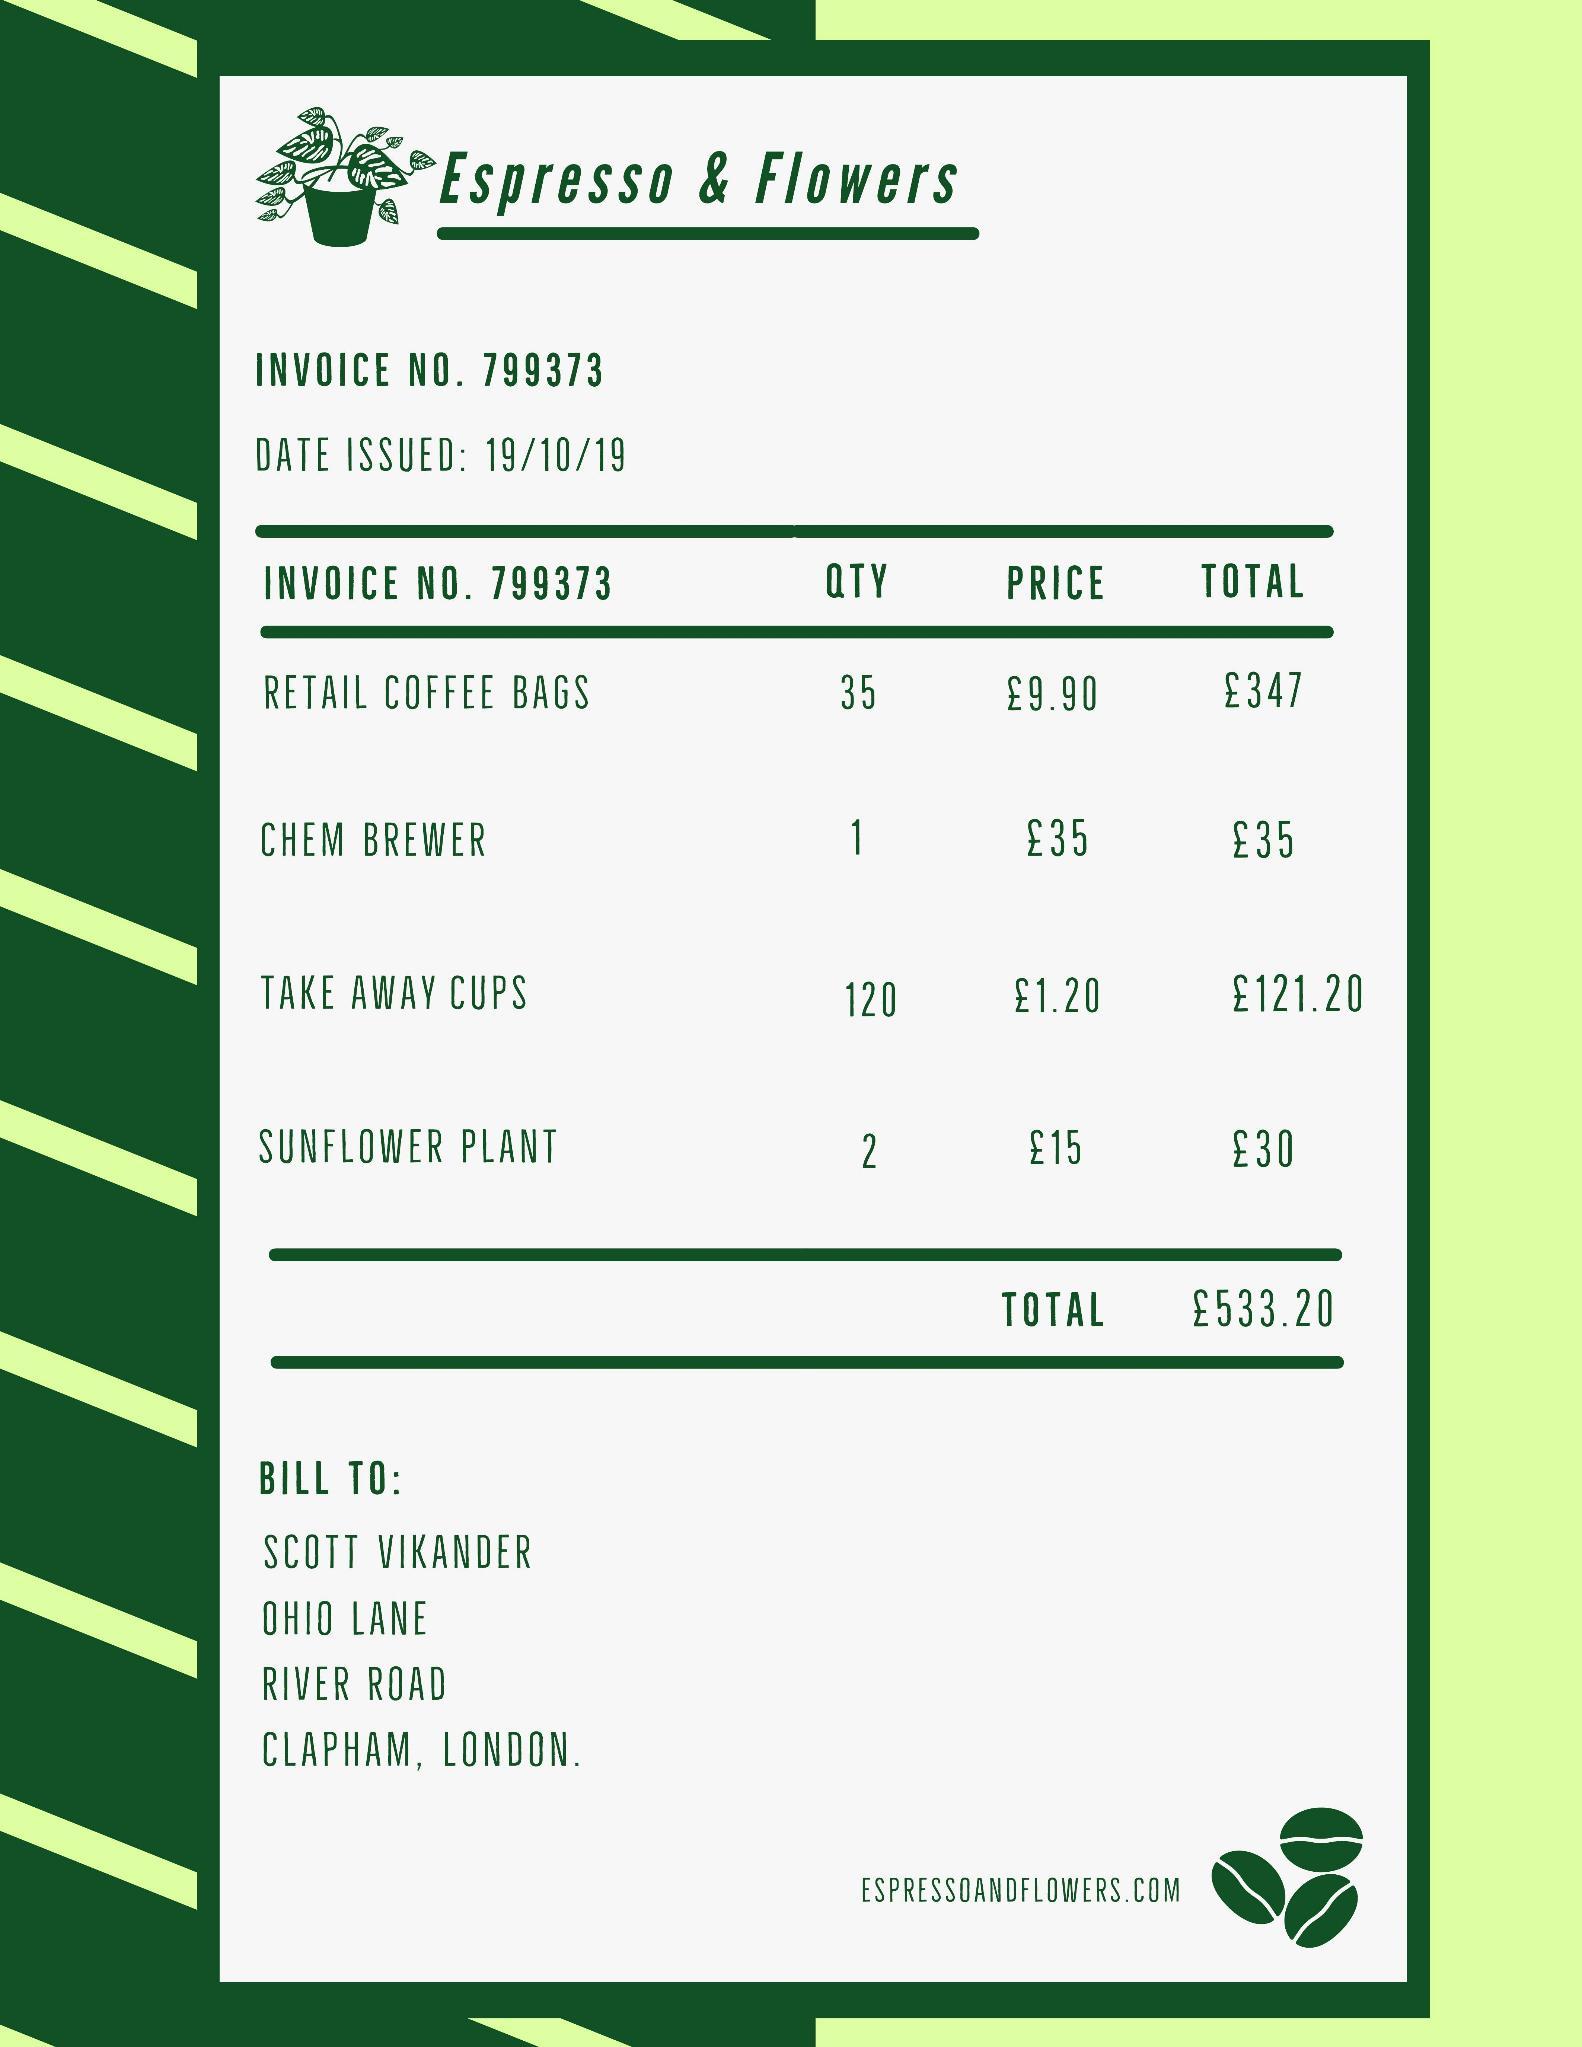 Espresso & Flowers
INVOICE NO. 799373
DATE ISSUED: 19/10/19
INVOICE NO. 799373 QTY PRICE TOTAL
RETAIL COFFEE BAGS 35 £9.90 £347
CHEM BREWER 1 £35 £35
TAKE AWAY CUPS 120 £1.20 £121.20
SUNFLOWER PLANT 2 £15 £30
TOTAL £533.20
BILL TO:
SCOTT VIKANDER
OHIO LANE
RIVER ROAD
CLAPHAM, LONDON.
ESPRESSOANDFLOWERS.COM